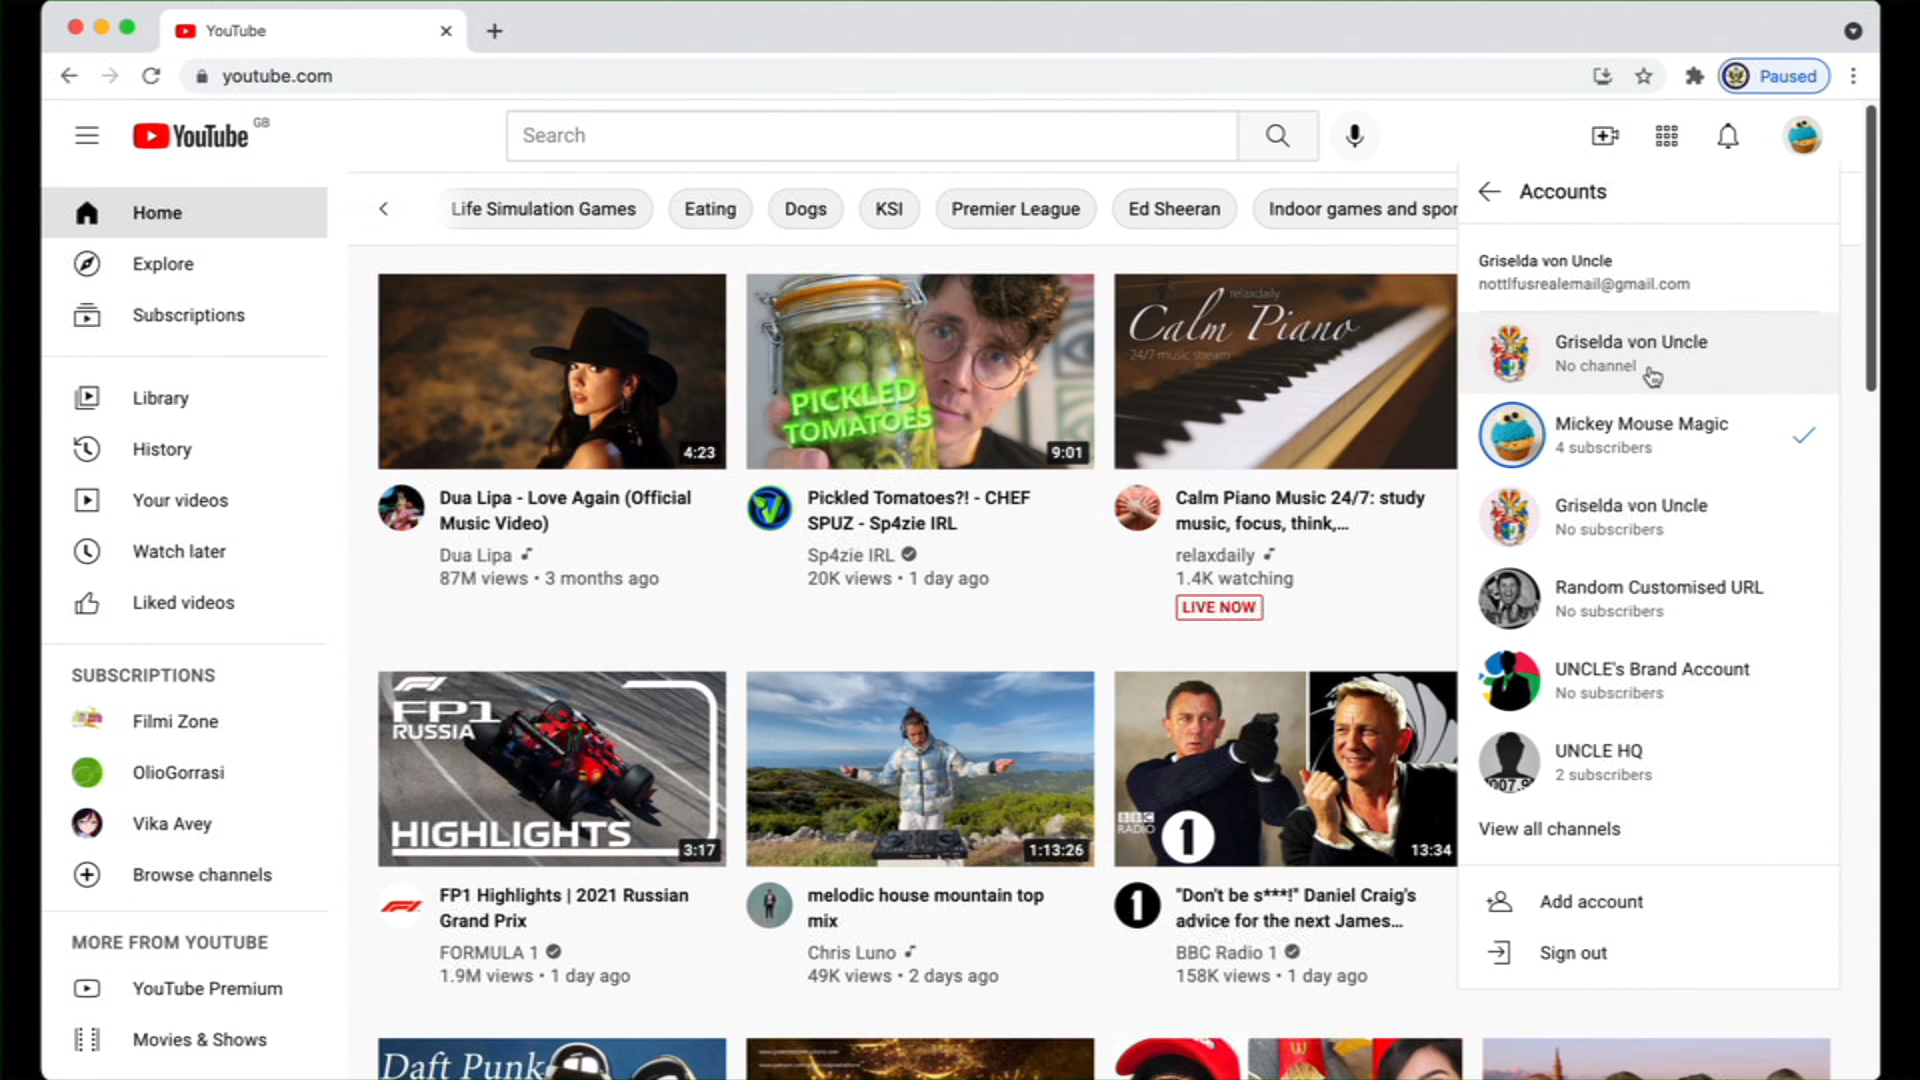 YouTube
youtube.com
Paused
YouTube GB
Search
Home
Explore
Subscriptions
Library
History
Your videos
Watch later
Liked videos
SUBSCRIPTIONS
Filmi Zone
OlioGorrasi
Vika Avey
Browse channels
MORE FROM YOUTUBE
YouTube Premium
Movies & Shows
Life Simulation Games
Eating
Dogs
KSI
Premier League
Ed Sheeran
Indoor games and spor
4:23
Dua Lipa - Love Again (Official
Music Video)
Dua Lipa
87M views • 3 months ago
PICKLED
TOMATOES
9:01
Pickled Tomatoes?! - CHEF
SPUZ - Sp4zie IRL
Sp4zie IRL
20K views • 1 day ago
relaxdaily
Calm Piano
24/7 music stream
Calm Piano Music 24/7: study
music, focus, think,...
relaxdaily
1.4K watching
LIVE NOW
FP1
RUSSIA
HIGHLIGHTS
3:17
FP1 Highlights | 2021 Russian
Grand Prix
FORMULA 1
1.9M views • 1 day ago
1:13:26
melodic house mountain top
mix
Chris Luno
49K views • 2 days ago
BBC
RADIO
1
13:34
"Don't be s***!" Daniel Craig's
advice for the next James...
BBC Radio 1
158K views • 1 day ago
Daft Punk
Accounts
Griselda von Uncle
nottlfusrealemail@gmail.com
Griselda von Uncle
No channel
Mickey Mouse Magic
4 subscribers
Griselda von Uncle
No subscribers
Random Customised URL
No subscribers
UNCLE's Brand Account
No subscribers
007.9
UNCLE HQ
2 subscribers
View all channels
Add account
Sign out